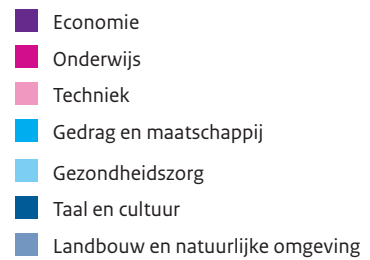 Economie
Onderwijs
Techniek
Gedrag en maatschappij
Gezondheidszorg
Taal en cultuur
Landbouw en natuurlijke omgeving